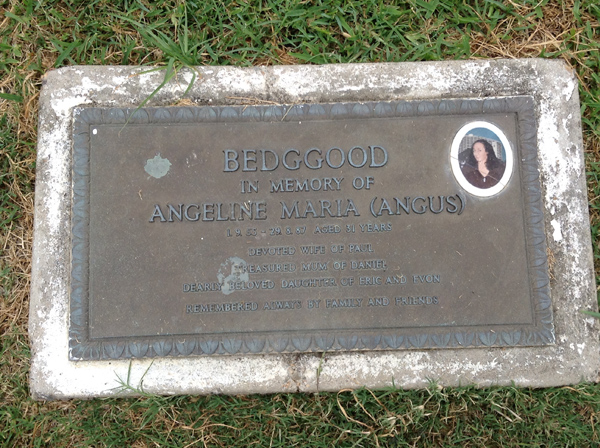 BEDGGOOD
IN MEMORY OF
ANGELINE MARIA (ANGUS)
AGED 31 YEARS
DEVOTED WIFE OF PAUL
TREASURED MUM OF DANIEL
DEARLY BELOVED DAUGHTER OF ERIC AND EVON
REMEMBERED ALWAYS BY FAMILY AND FRIENDS